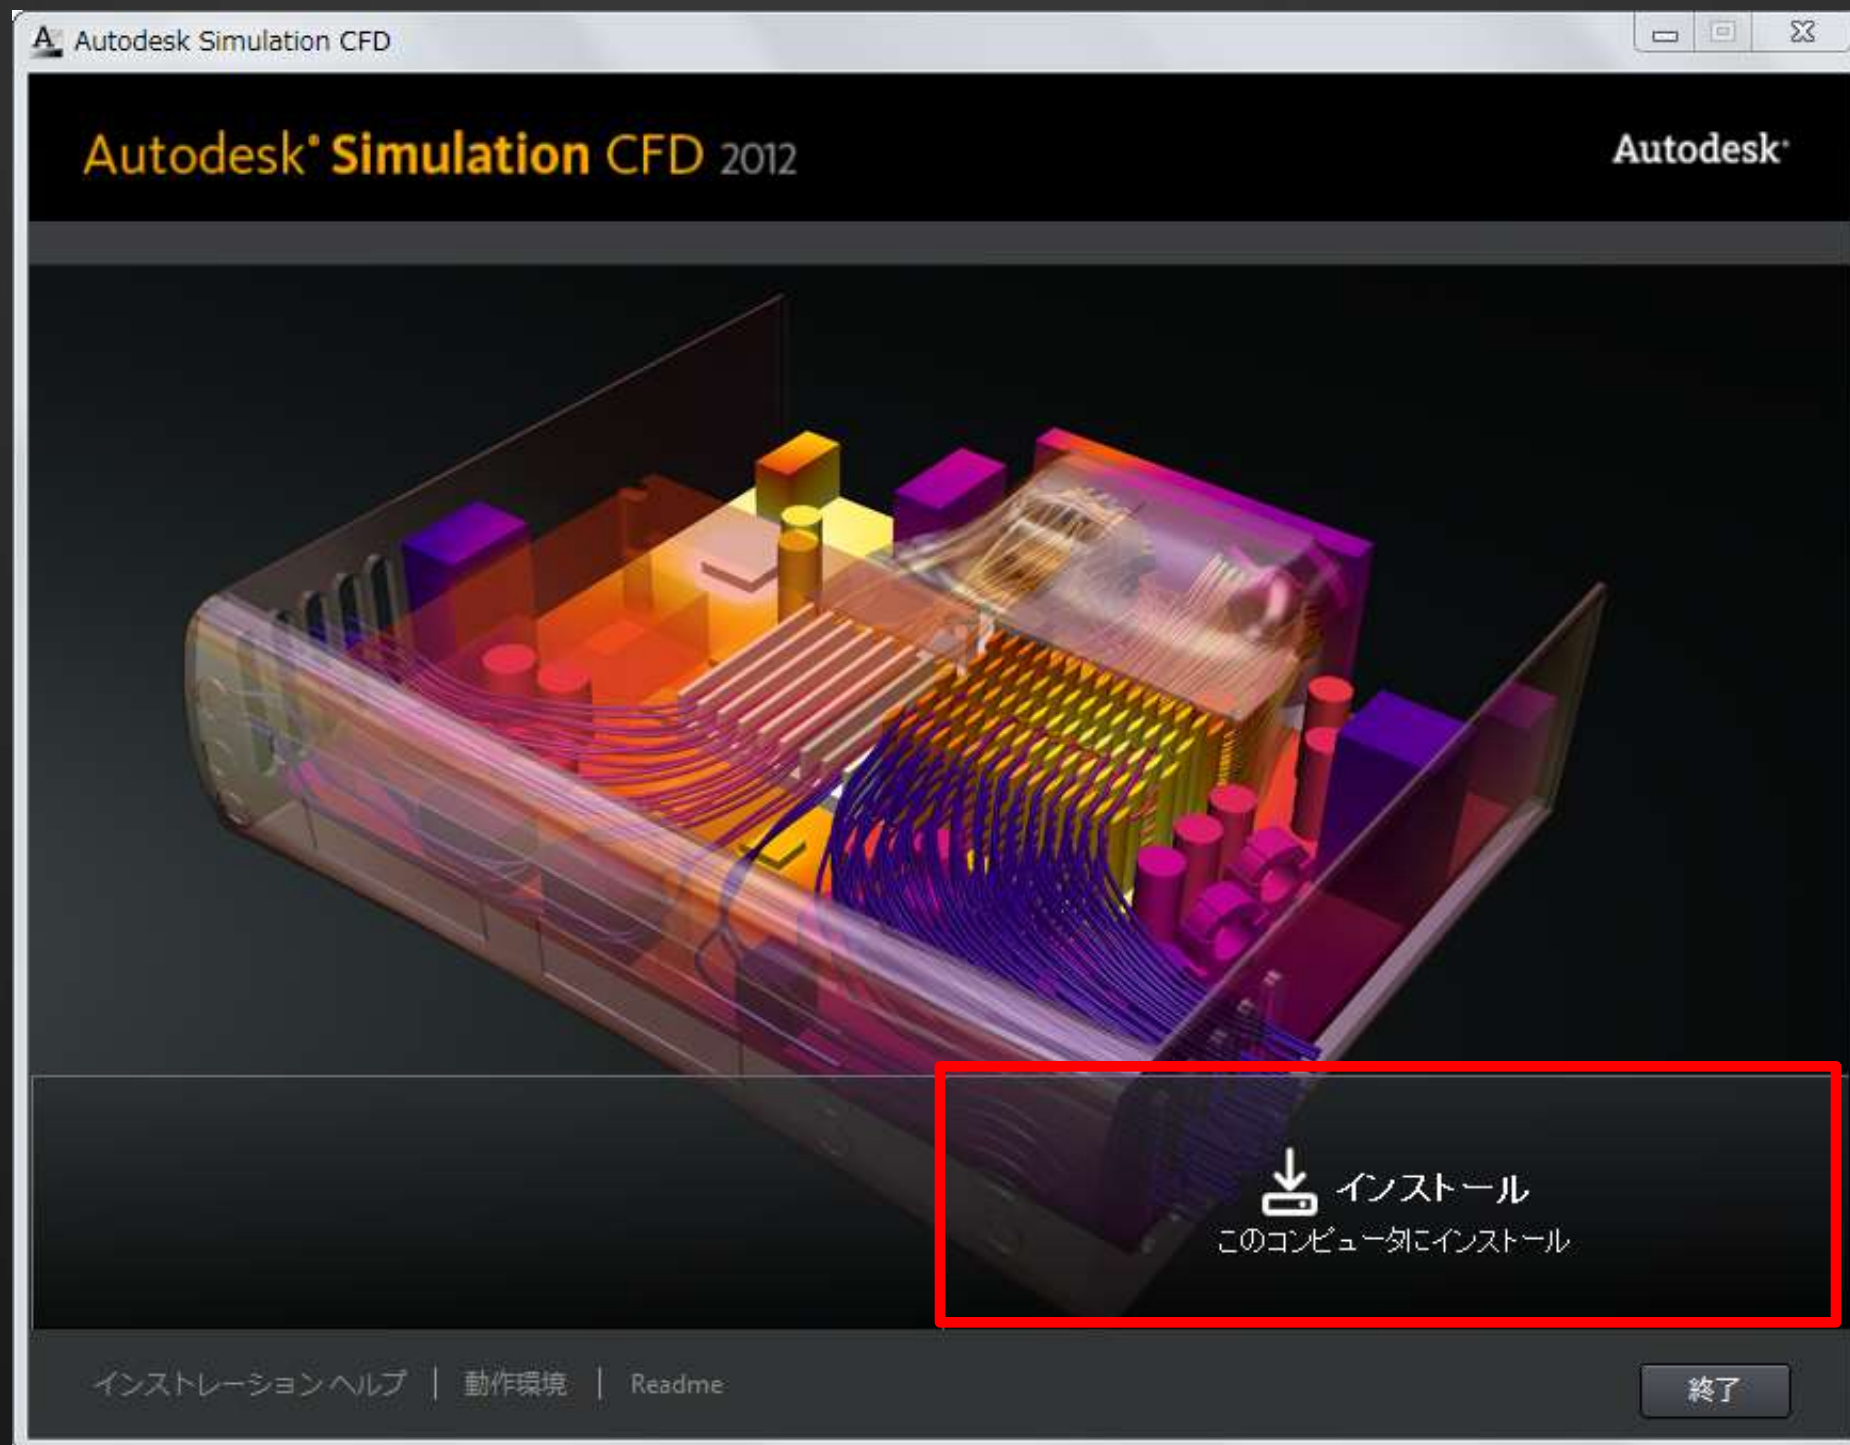 Autodesk Simulation CFD
Autodesk® Simulation CFD 2012
Autodesk®
インストール
このコンピュータにインストール
インストレーション ヘルプ | 動作環境 | Readme
終了